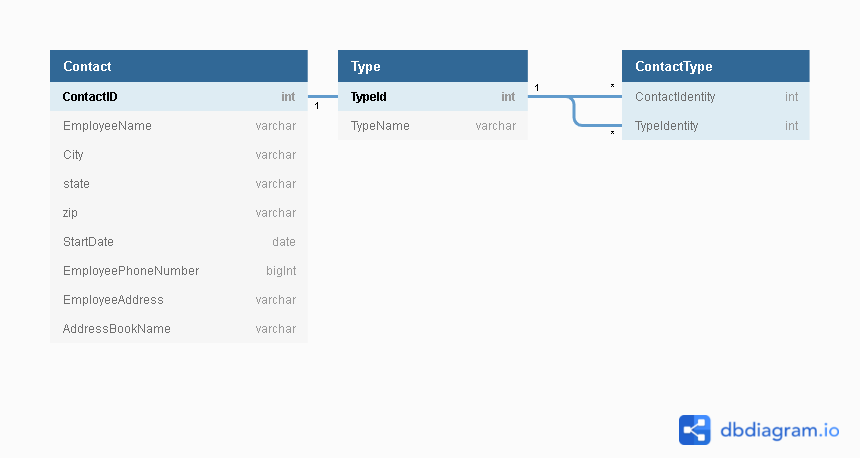 Contact
ContactID int
EmployeeName varchar
City varchar
state varchar
zip varchar
StartDate date
EmployeePhoneNumber bigInt
EmployeeAddress varchar
AddressBookName varchar
1
Type
TypeId int
TypeName varchar
1
*
*
ContactType
ContactIdentity int
TypeIdentity int
dbdiagram.io